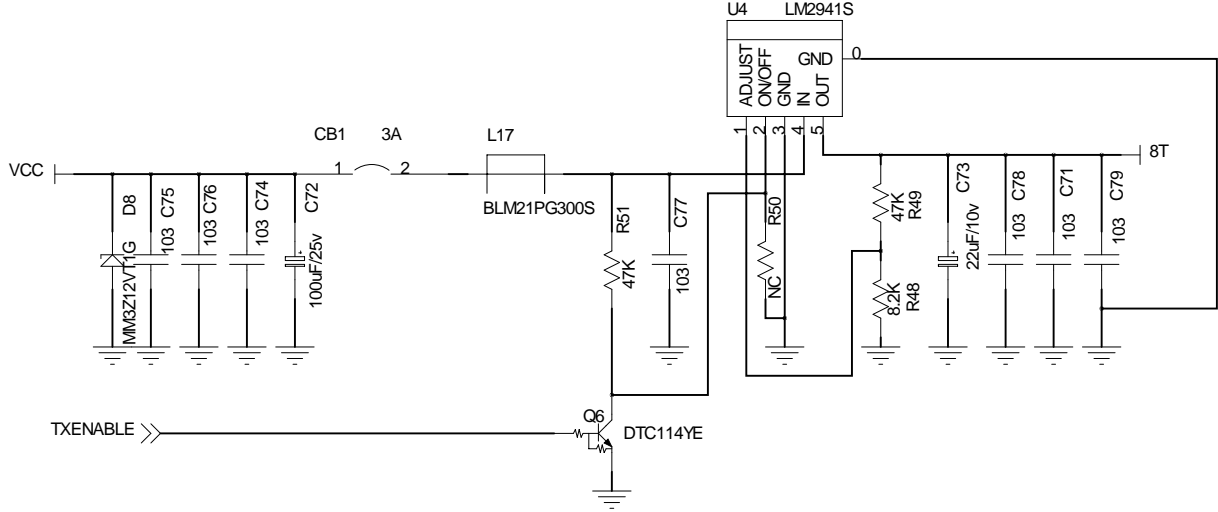 U4 LM2941S
GND 0
ADJUST
ON/OFF
GND
IN
OUT
1 2 3 4 5
CB1 3A
1 2
L17
BLM21PG300S
VCC
8T
D8
MM3Z12VT1G
C75
103
C76
103
C74
103
C72
100uF/25v
R51
47K
C77
103
R50
NC
47K
R49
8.2K
R48
C73
22uF/10v
C78
103
C71
103
C79
103
TXENABLE
Q6
DTC114YE